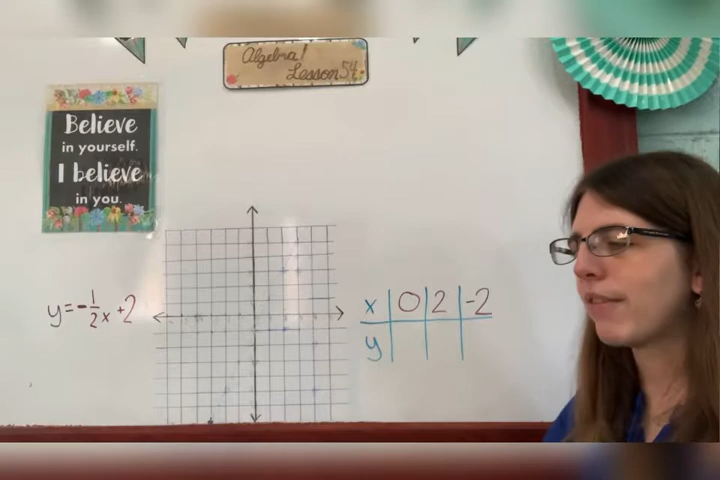 Algebra!
Lesson 54
Believe
in yourself.
I believe
in you.
y=-1/2x+2
x | 0 | 2 | -2
y